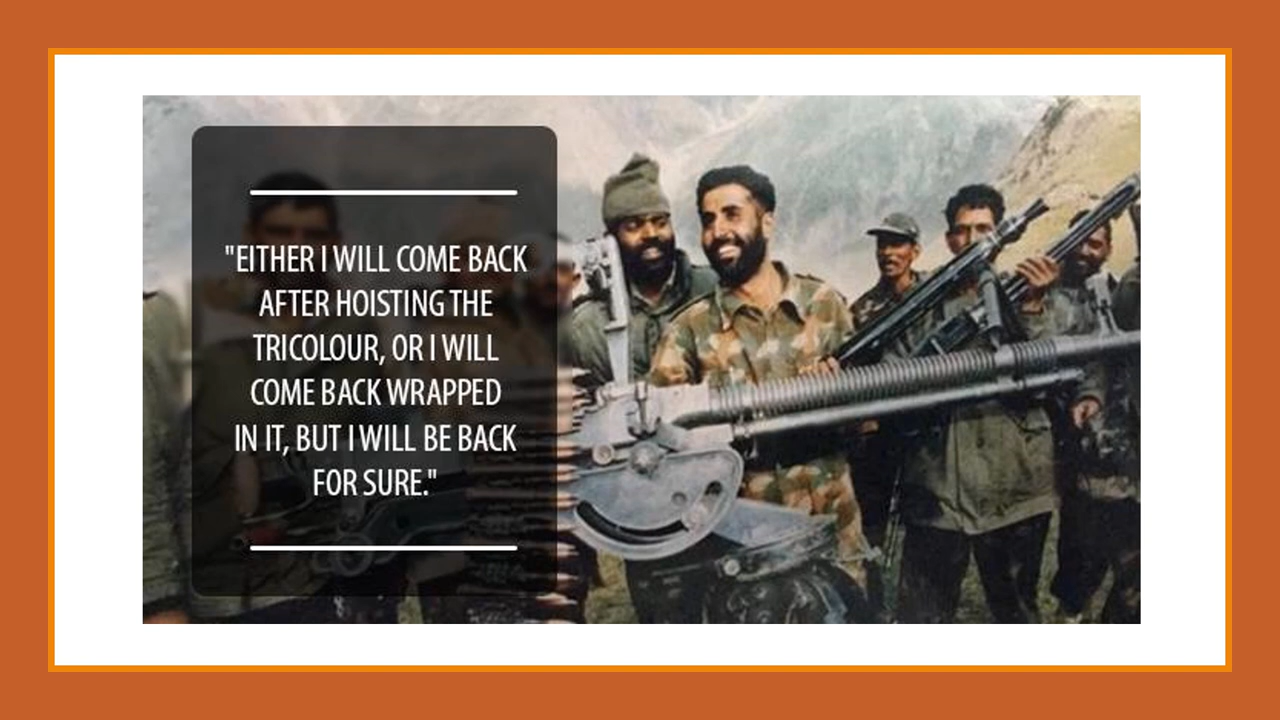 "EITHER I WILL COME BACK
AFTER HOISTING THE
TRICOLOUR, OR I WILL
COME BACK WRAPPED
IN IT, BUT I WILL BE BACK
FOR SURE."